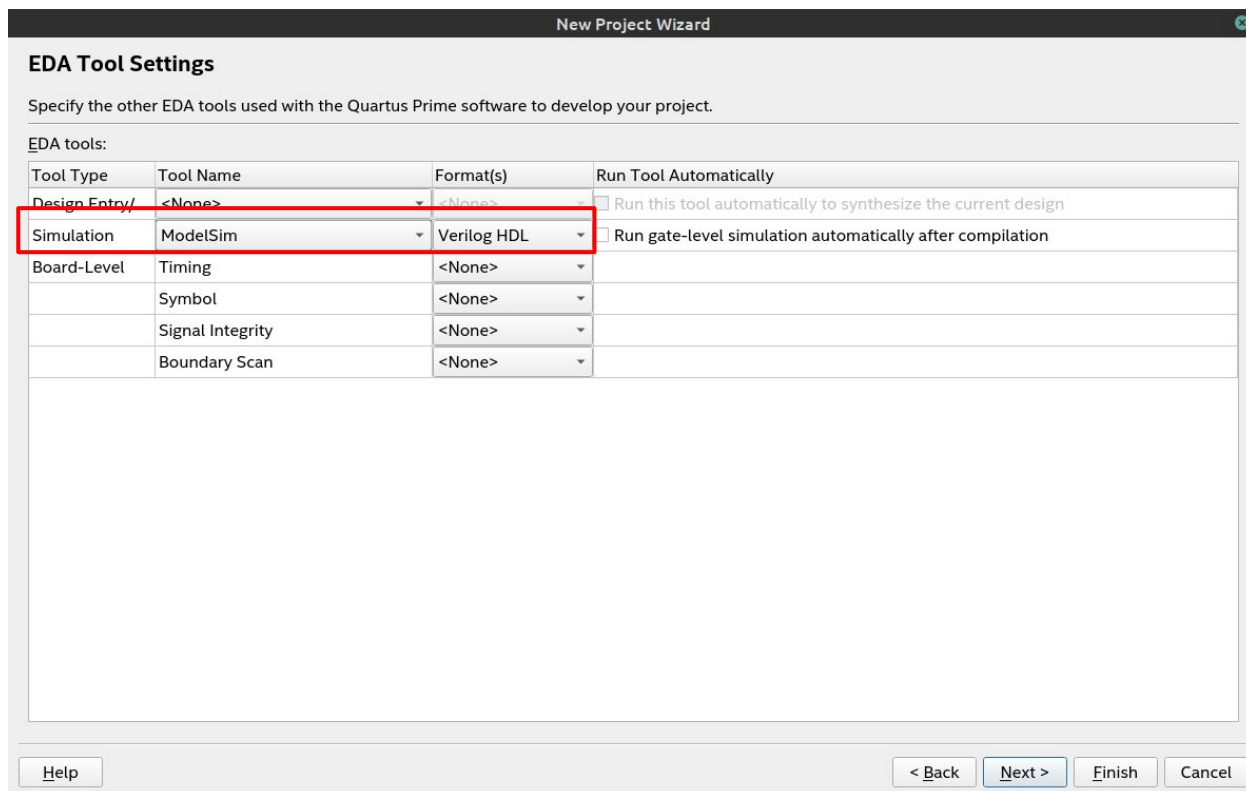 New Project Wizard
EDA Tool Settings
Specify the other EDA tools used with the Quartus Prime software to develop your project.
EDA tools:
Tool Type Tool Name Format(s) Run Tool Automatically
Design Entry/ <None> <None> Run this tool automatically to synthesize the current design
Simulation ModelSim Verilog HDL Run gate-level simulation automatically after compilation
Board-Level Timing <None>
Symbol <None>
Signal Integrity <None>
Boundary Scan <None>
Help < Back Next > Finish Cancel